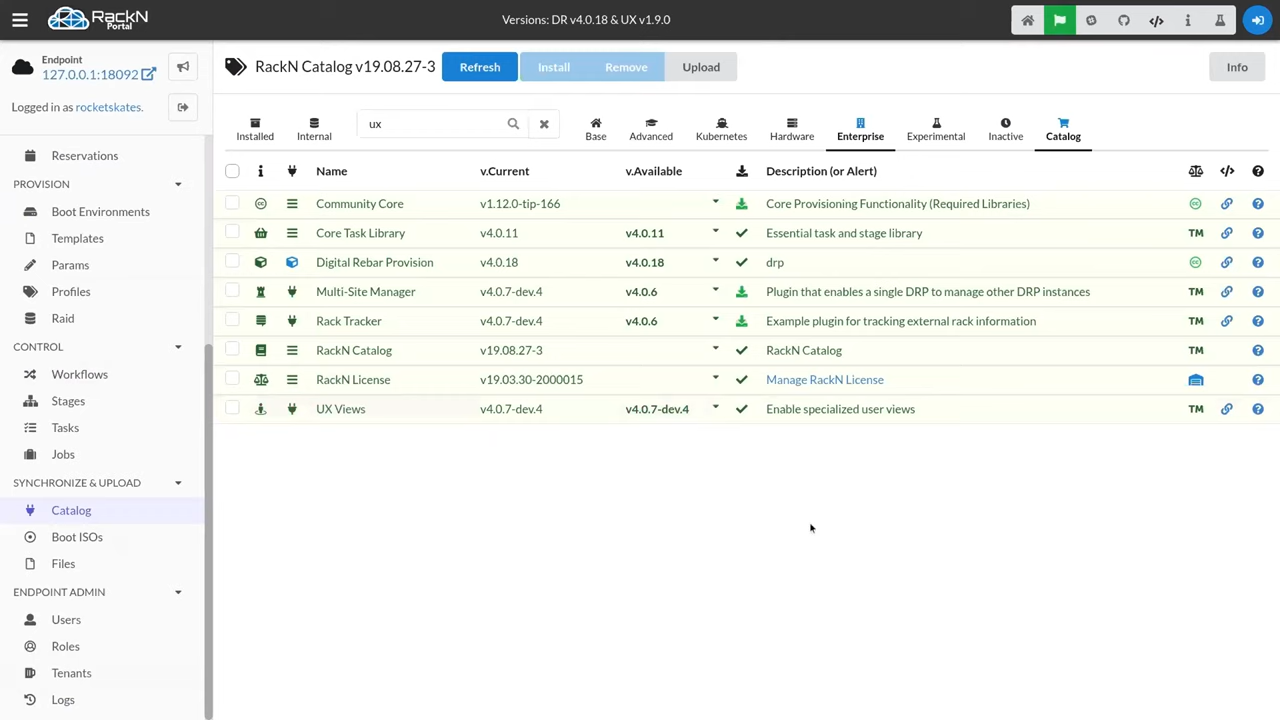 RackN Portal
Versions: DR v4.0.18 & UX v1.9.0
Endpoint
127.0.0.1:18092
Logged in as rocketskates.
Reservations
PROVISION
Boot Environments
Templates
Params
Profiles
Raid
CONTROL
Workflows
Stages
Tasks
Jobs
SYNCHRONIZE & UPLOAD
Catalog
Boot ISOs
Files
ENDPOINT ADMIN
Users
Roles
Tenants
Logs
RackN Catalog v19.08.27-3
Refresh
Install
Remove
Upload
Info
Installed
Internal
ux
Base
Advanced
Kubernetes
Hardware
Enterprise
Experimental
Inactive
Catalog
Name v.Current v.Available Description (or Alert)
Community Core v1.12.0-tip-166 Core Provisioning Functionality (Required Libraries)
Core Task Library v4.0.11 v4.0.11 Essential task and stage library TM
Digital Rebar Provision v4.0.18 v4.0.18 drp
Multi-Site Manager v4.0.7-dev.4 v4.0.6 Plugin that enables a single DRP to manage other DRP instances TM
Rack Tracker v4.0.7-dev.4 v4.0.6 Example plugin for tracking external rack information TM
RackN Catalog v19.08.27-3 RackN Catalog TM
RackN License v19.03.30-2000015 Manage RackN License
UX Views v4.0.7-dev.4 v4.0.7-dev.4 Enable specialized user views TM